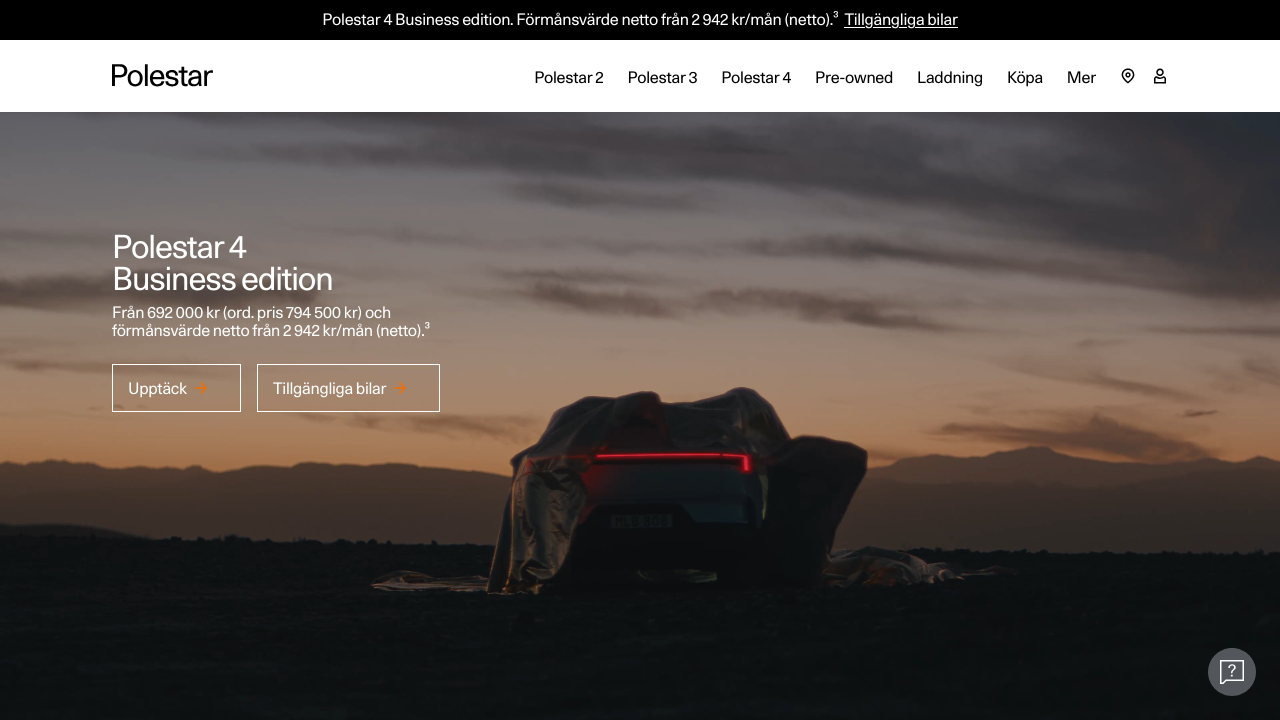 Polestar 4 Business edition. Förmånsvärde netto från 2 942 kr/mån (netto).³ Tillgängliga bilar
Polestar
Polestar 2
Polestar 3
Polestar 4
Pre-owned
Laddning
Köpa
Mer
Polestar 4
Business edition
Från 692 000 kr (ord. pris 794 500 kr) och
förmånsvärde netto från 2 942 kr/mån (netto).³
Upptäck →
Tillgängliga bilar →